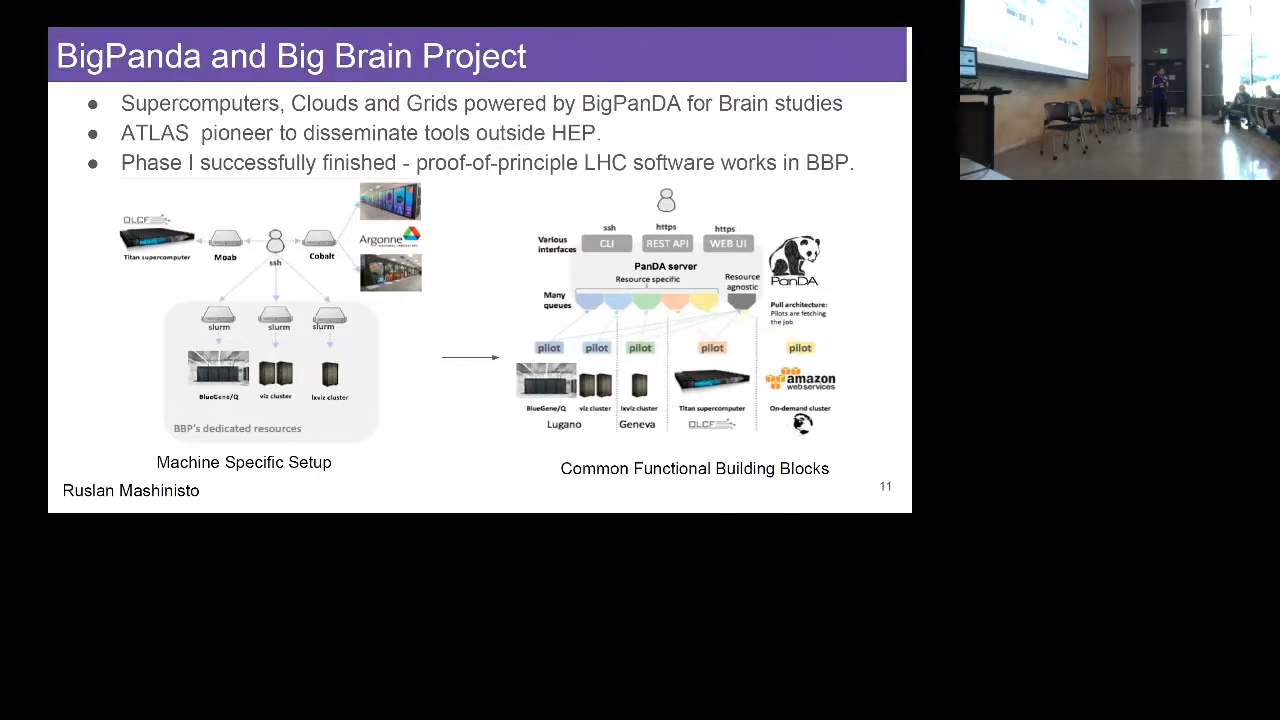 BigPanda and Big Brain Project
● Supercomputers, Clouds and Grids powered by BigPanDA for Brain studies
● ATLAS pioneer to disseminate tools outside HEP.
● Phase I successfully finished - proof-of-principle LHC software works in BBP.
OLCF
Titan supercomputer
Moab
ssh
Cobalt
Argonne
slurm
slurm
slurm
BlueGene/Q
viz cluster
lxviz cluster
BBP's dedicated resources
Machine Specific Setup
Various interfaces
ssh
https
https
CLI
REST API
WEB UI
PanDA server
Resource specific
Resource agnostic
Many queues
PanDA
Pull architecture:
Pilots are fetching
the job
pilot
pilot
pilot
pilot
pilot
amazon
webservices
BlueGene/Q
viz cluster
lxviz cluster
Titan supercomputer
On-demand cluster
Lugano
Geneva
OLCF
Common Functional Building Blocks
Ruslan Mashinisto
11